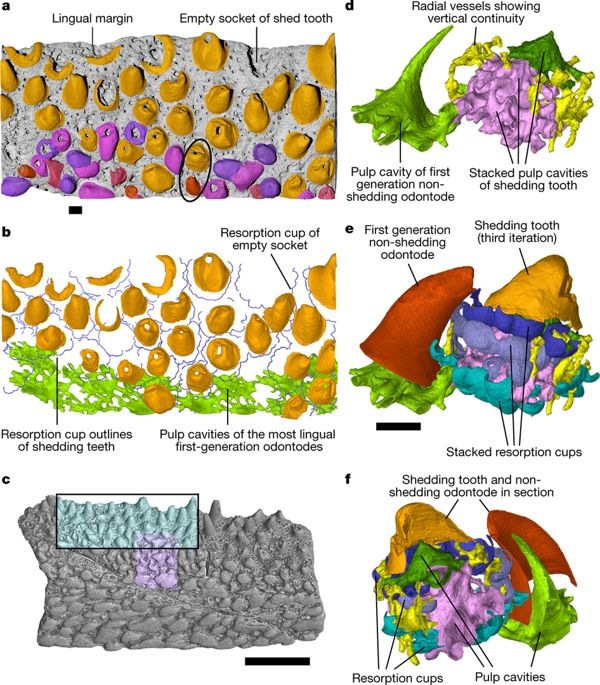 a
Lingual margin
Empty socket of shed tooth
b
Resorption cup of
empty socket
Resorption cup outlines
of shedding teeth
Pulp cavities of the most lingual
first-generation odontodes
c
d
Radial vessels showing
vertical continuity
Pulp cavity of first
generation non-
shedding odontode
Stacked pulp cavities
of shedding tooth
e
First generation
non-shedding
odontode
Shedding tooth
(third iteration)
Stacked resorption cups
f
Shedding tooth and non-
shedding odontode in section
Resorption cups
Pulp cavities